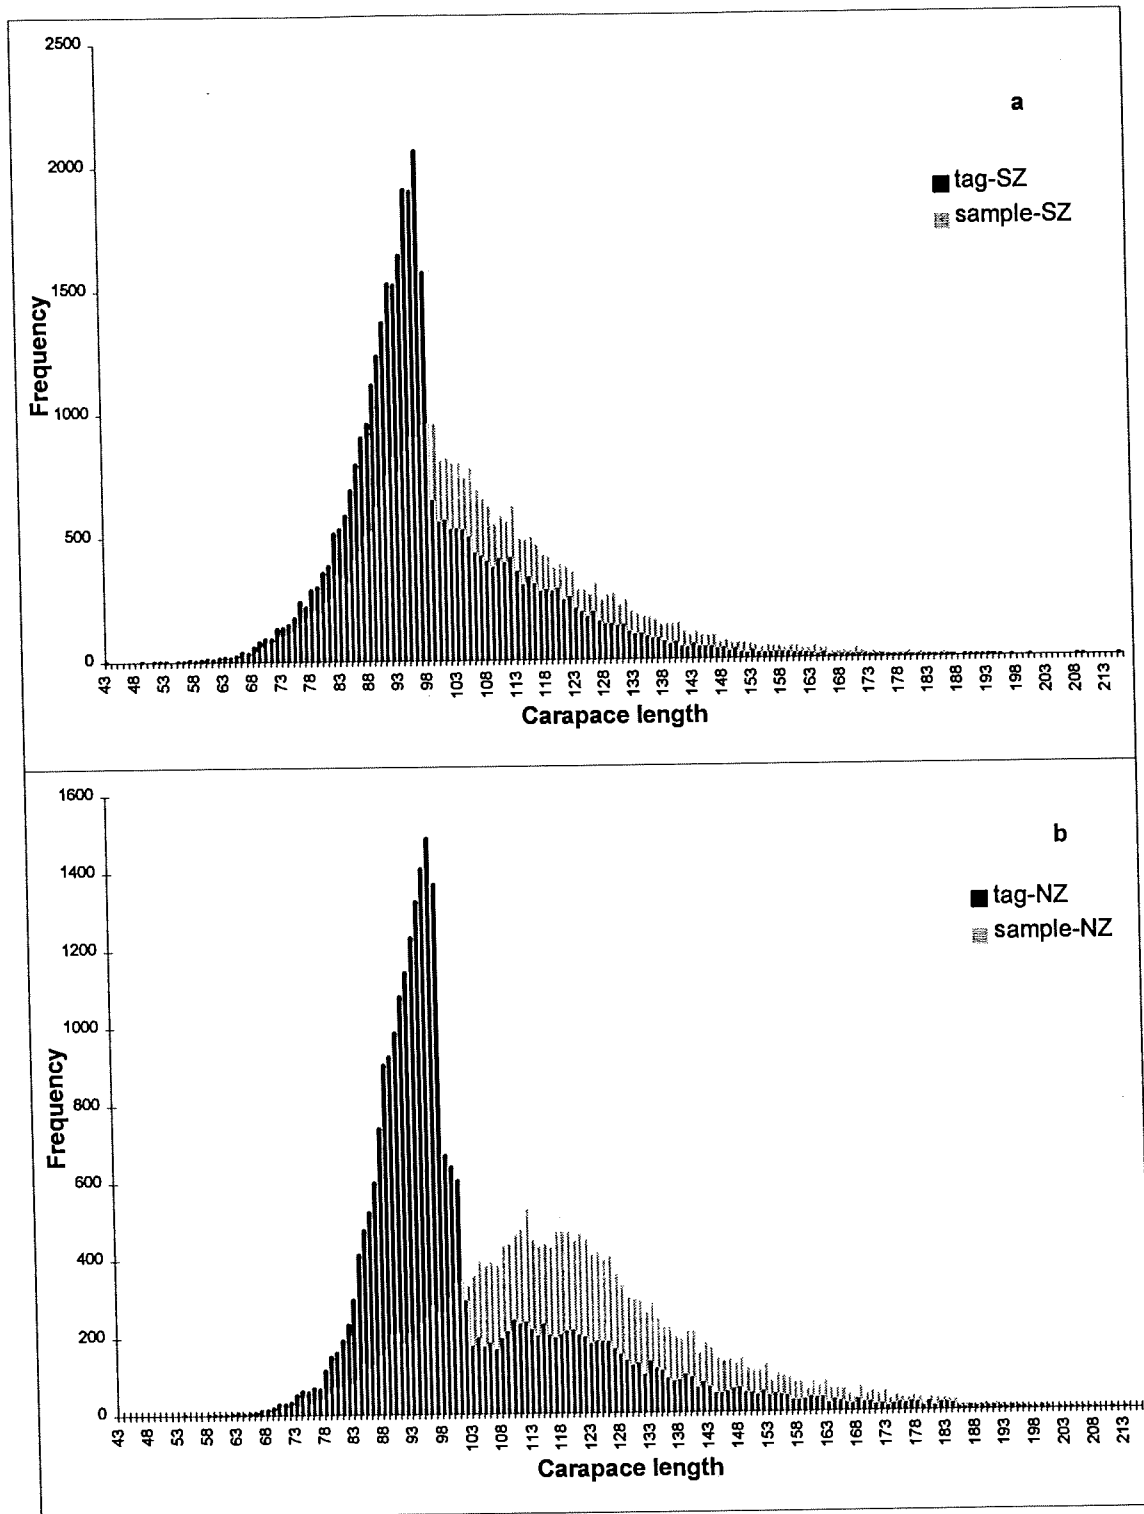 2500
a
2000
tag-SZ
sample-SZ
1500
Frequency
1000
500
0
43 48 53 58 63 68 73 78 83 88 93 98 103 108 113 118 123 128 133 138 143 148 153 158 163 168 173 178 183 188 193 198 203 208 213
Carapace length
1600
b
1400
tag-NZ
sample-NZ
1200
1000
Frequency
800
600
400
200
0
43 48 53 58 63 68 73 78 83 88 93 98 103 108 113 118 123 128 133 138 143 148 153 158 163 168 173 178 183 188 193 198 203 208 213
Carapace length